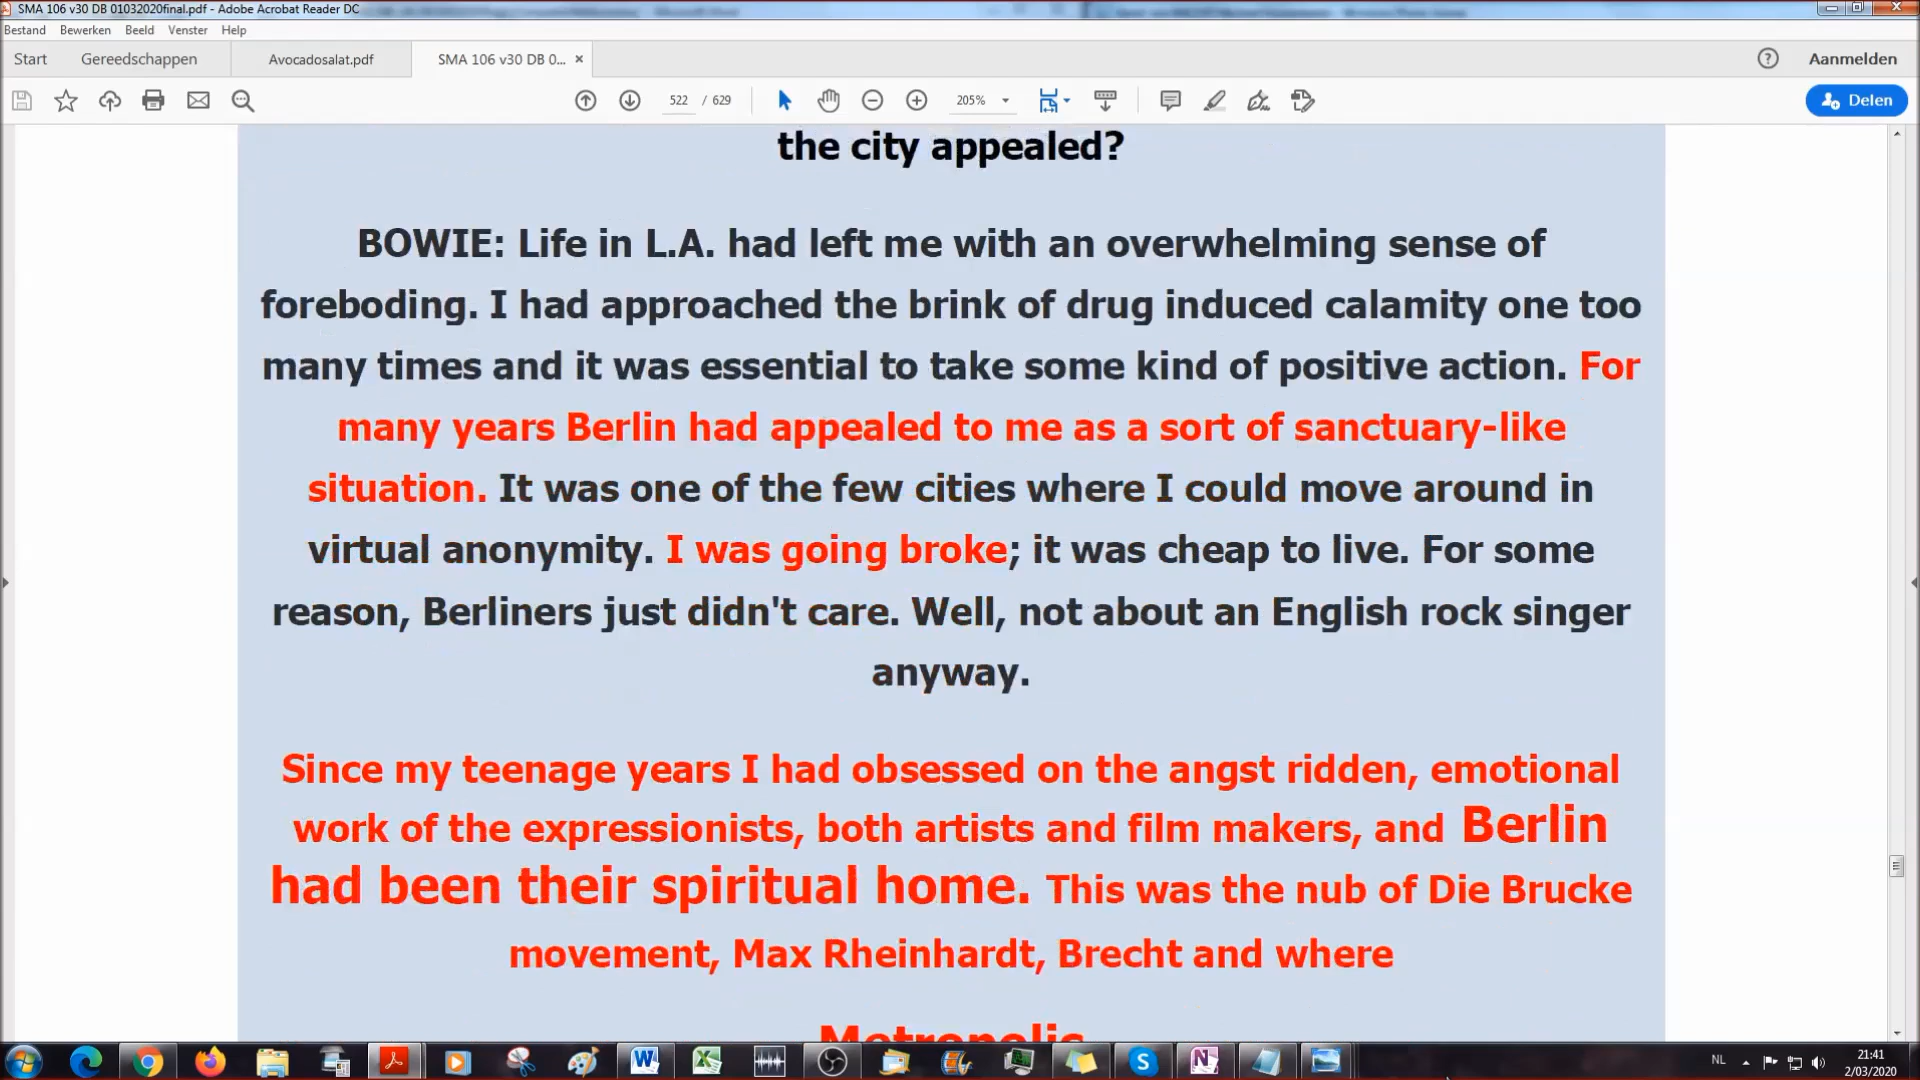 SMA 106 v30 DB 01032020final.pdf - Adobe Acrobat Reader DC
Bestand Bewerken Beeld Venster Help
Start Gereedschappen Avocadosalat.pdf SMA 106 v30 DB 0... Aanmelden
522 / 629 205% Delen
the city appealed?
BOWIE: Life in L.A. had left me with an overwhelming sense of
foreboding. I had approached the brink of drug induced calamity one too
many times and it was essential to take some kind of positive action. For
many years Berlin had appealed to me as a sort of sanctuary-like
situation. It was one of the few cities where I could move around in
virtual anonymity. I was going broke; it was cheap to live. For some
reason, Berliners just didn't care. Well, not about an English rock singer
anyway.
Since my teenage years I had obsessed on the angst ridden, emotional
work of the expressionists, both artists and film makers, and Berlin
had been their spiritual home. This was the nub of Die Brucke
movement, Max Rheinhardt, Brecht and where
Metropolis
NL 21:41
2/03/2020